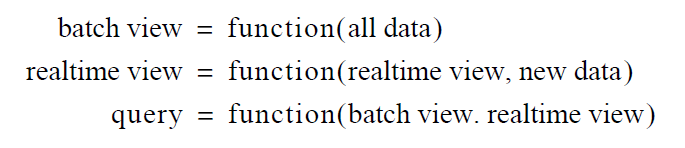 batch view = function(all data)
realtime view = function(realtime view, new data)
query = function(batch view. realtime view)